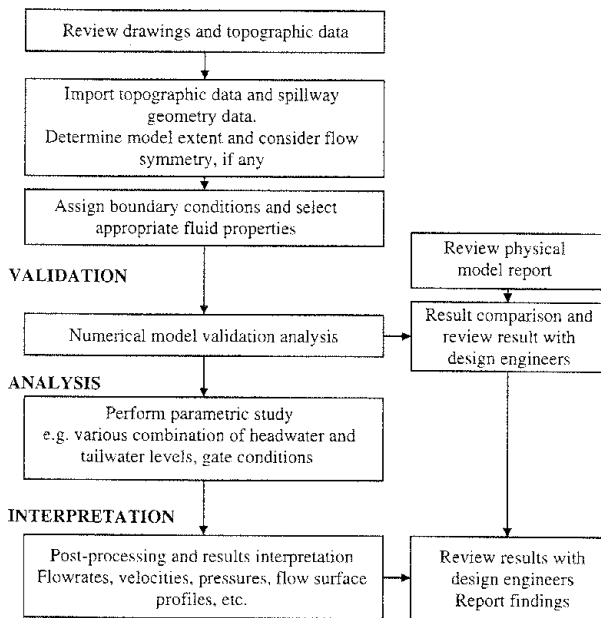 Review drawings and topographic data
Import topographic data and spillway
geometry data.
Determine model extent and consider flow
symmetry, if any
Assign boundary conditions and select
appropriate fluid properties
Review physical
model report
VALIDATION
Numerical model validation analysis
Result comparison and
review result with
design engineers
ANALYSIS
Perform parametric study
e.g. various combination of headwater and
tailwater levels, gate conditions
INTERPRETATION
Post-processing and results interpretation
Flowrates, velocities, pressures, flow surface
profiles, etc.
Review results with
design engineers
Report findings